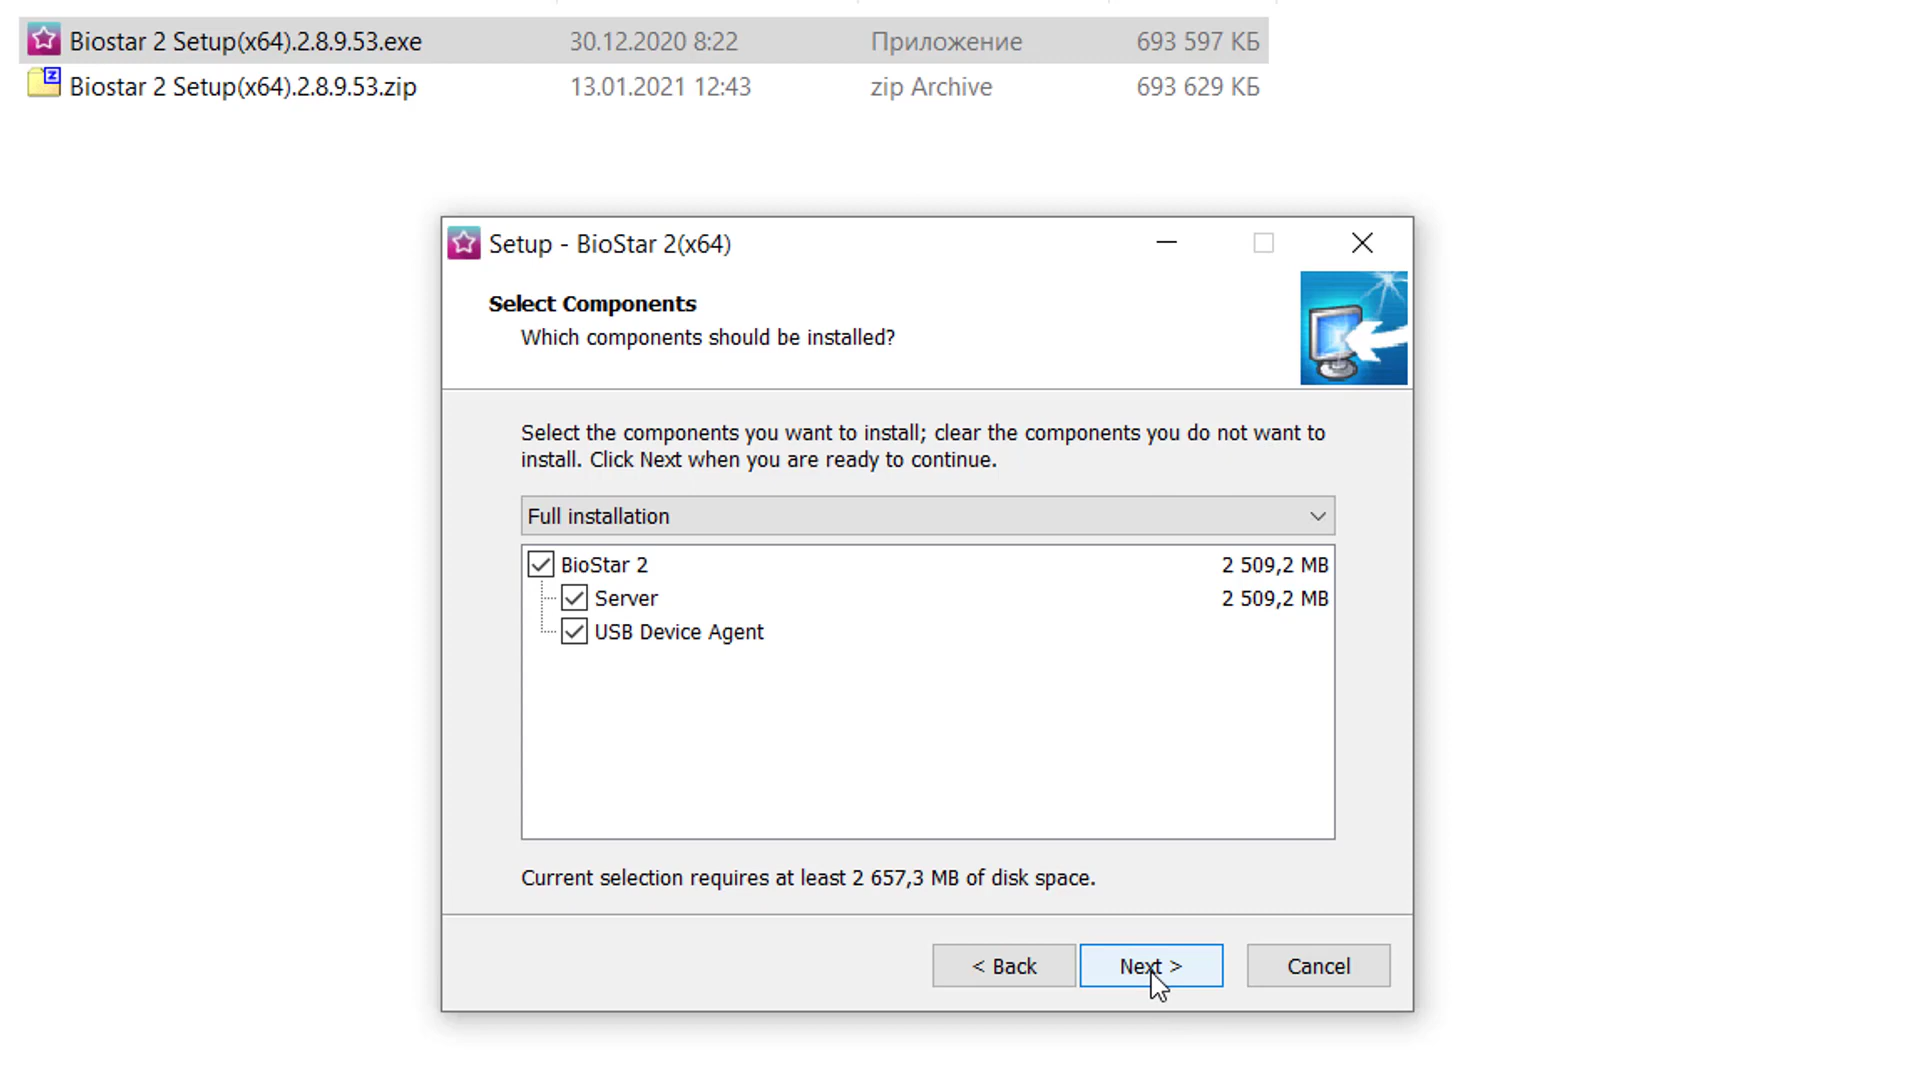 Biostar 2 Setup(x64).2.8.9.53.exe 30.12.2020 8:22 Приложение 693 597 КБ
Biostar 2 Setup(x64).2.8.9.53.zip 13.01.2021 12:43 zip Archive 693 629 КБ
Setup - BioStar 2(x64)
Select Components
Which components should be installed?
Select the components you want to install; clear the components you do not want to
install. Click Next when you are ready to continue.
Full installation
BioStar 2 2 509,2 MB
Server 2 509,2 MB
USB Device Agent
Current selection requires at least 2 657,3 MB of disk space.
< Back Next > Cancel